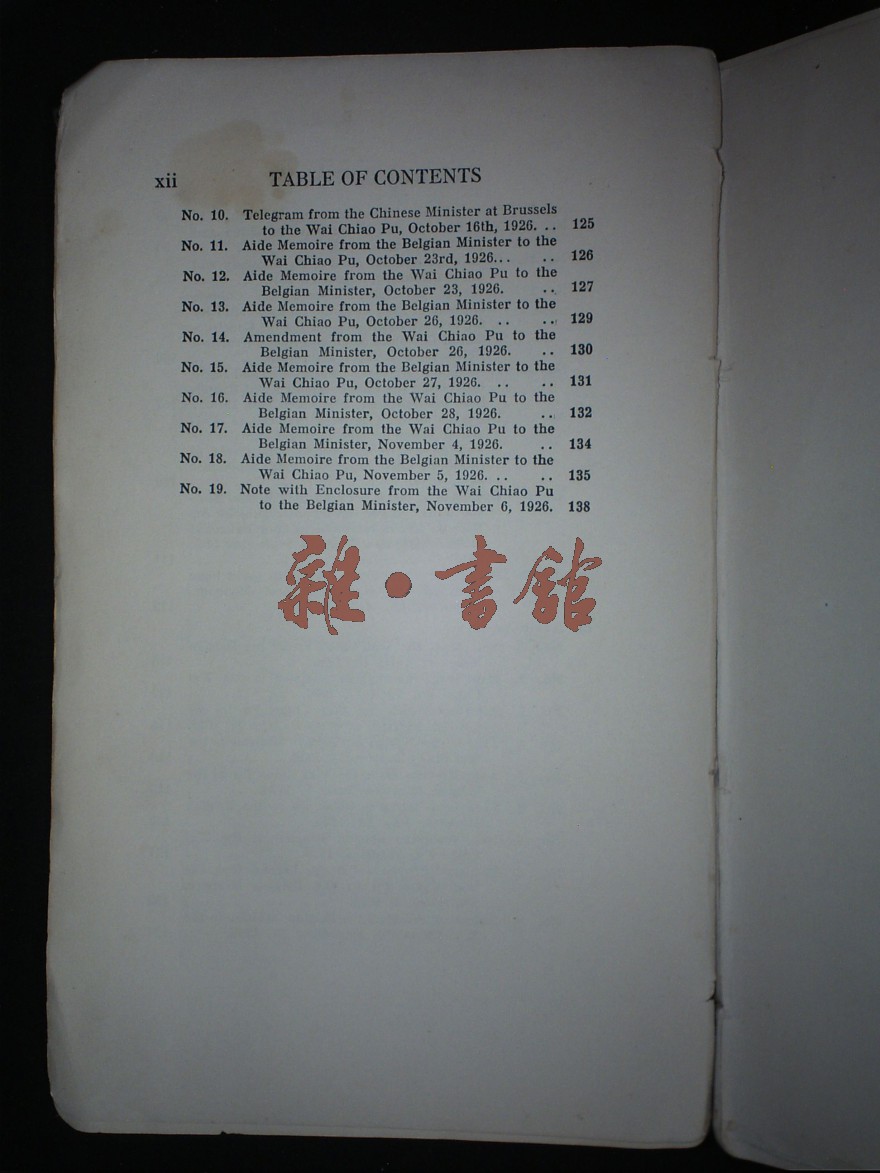 xii TABLE OF CONTENTS
No. 10. Telegram from the Chinese Minister at Brussels
to the Wai Chiao Pu, October 16th, 1926. .. 125
No. 11. Aide Memoire from the Belgian Minister to the
Wai Chiao Pu, October 23rd, 1926... .. 126
No. 12. Aide Memoire from the Wai Chiao Pu to the
Belgian Minister, October 23, 1926. .. 127
No. 13. Aide Memoire from the Belgian Minister to the
Wai Chiao Pu, October 26, 1926. .. .. 129
No. 14. Amendment from the Wai Chiao Pu to the
Belgian Minister, October 26, 1926. .. 130
No. 15. Aide Memoire from the Belgian Minister to the
Wai Chiao Pu, October 27, 1926. .. .. 131
No. 16. Aide Memoire from the Wai Chiao Pu to the
Belgian Minister, October 28, 1926. .. 132
No. 17. Aide Memoire from the Wai Chiao Pu to the
Belgian Minister, November 4, 1926. .. 134
No. 18. Aide Memoire from the Belgian Minister to the
Wai Chiao Pu, November 5, 1926. .. .. 135
No. 19. Note with Enclosure from the Wai Chiao Pu
to the Belgian Minister, November 6, 1926. 138
雜·書館